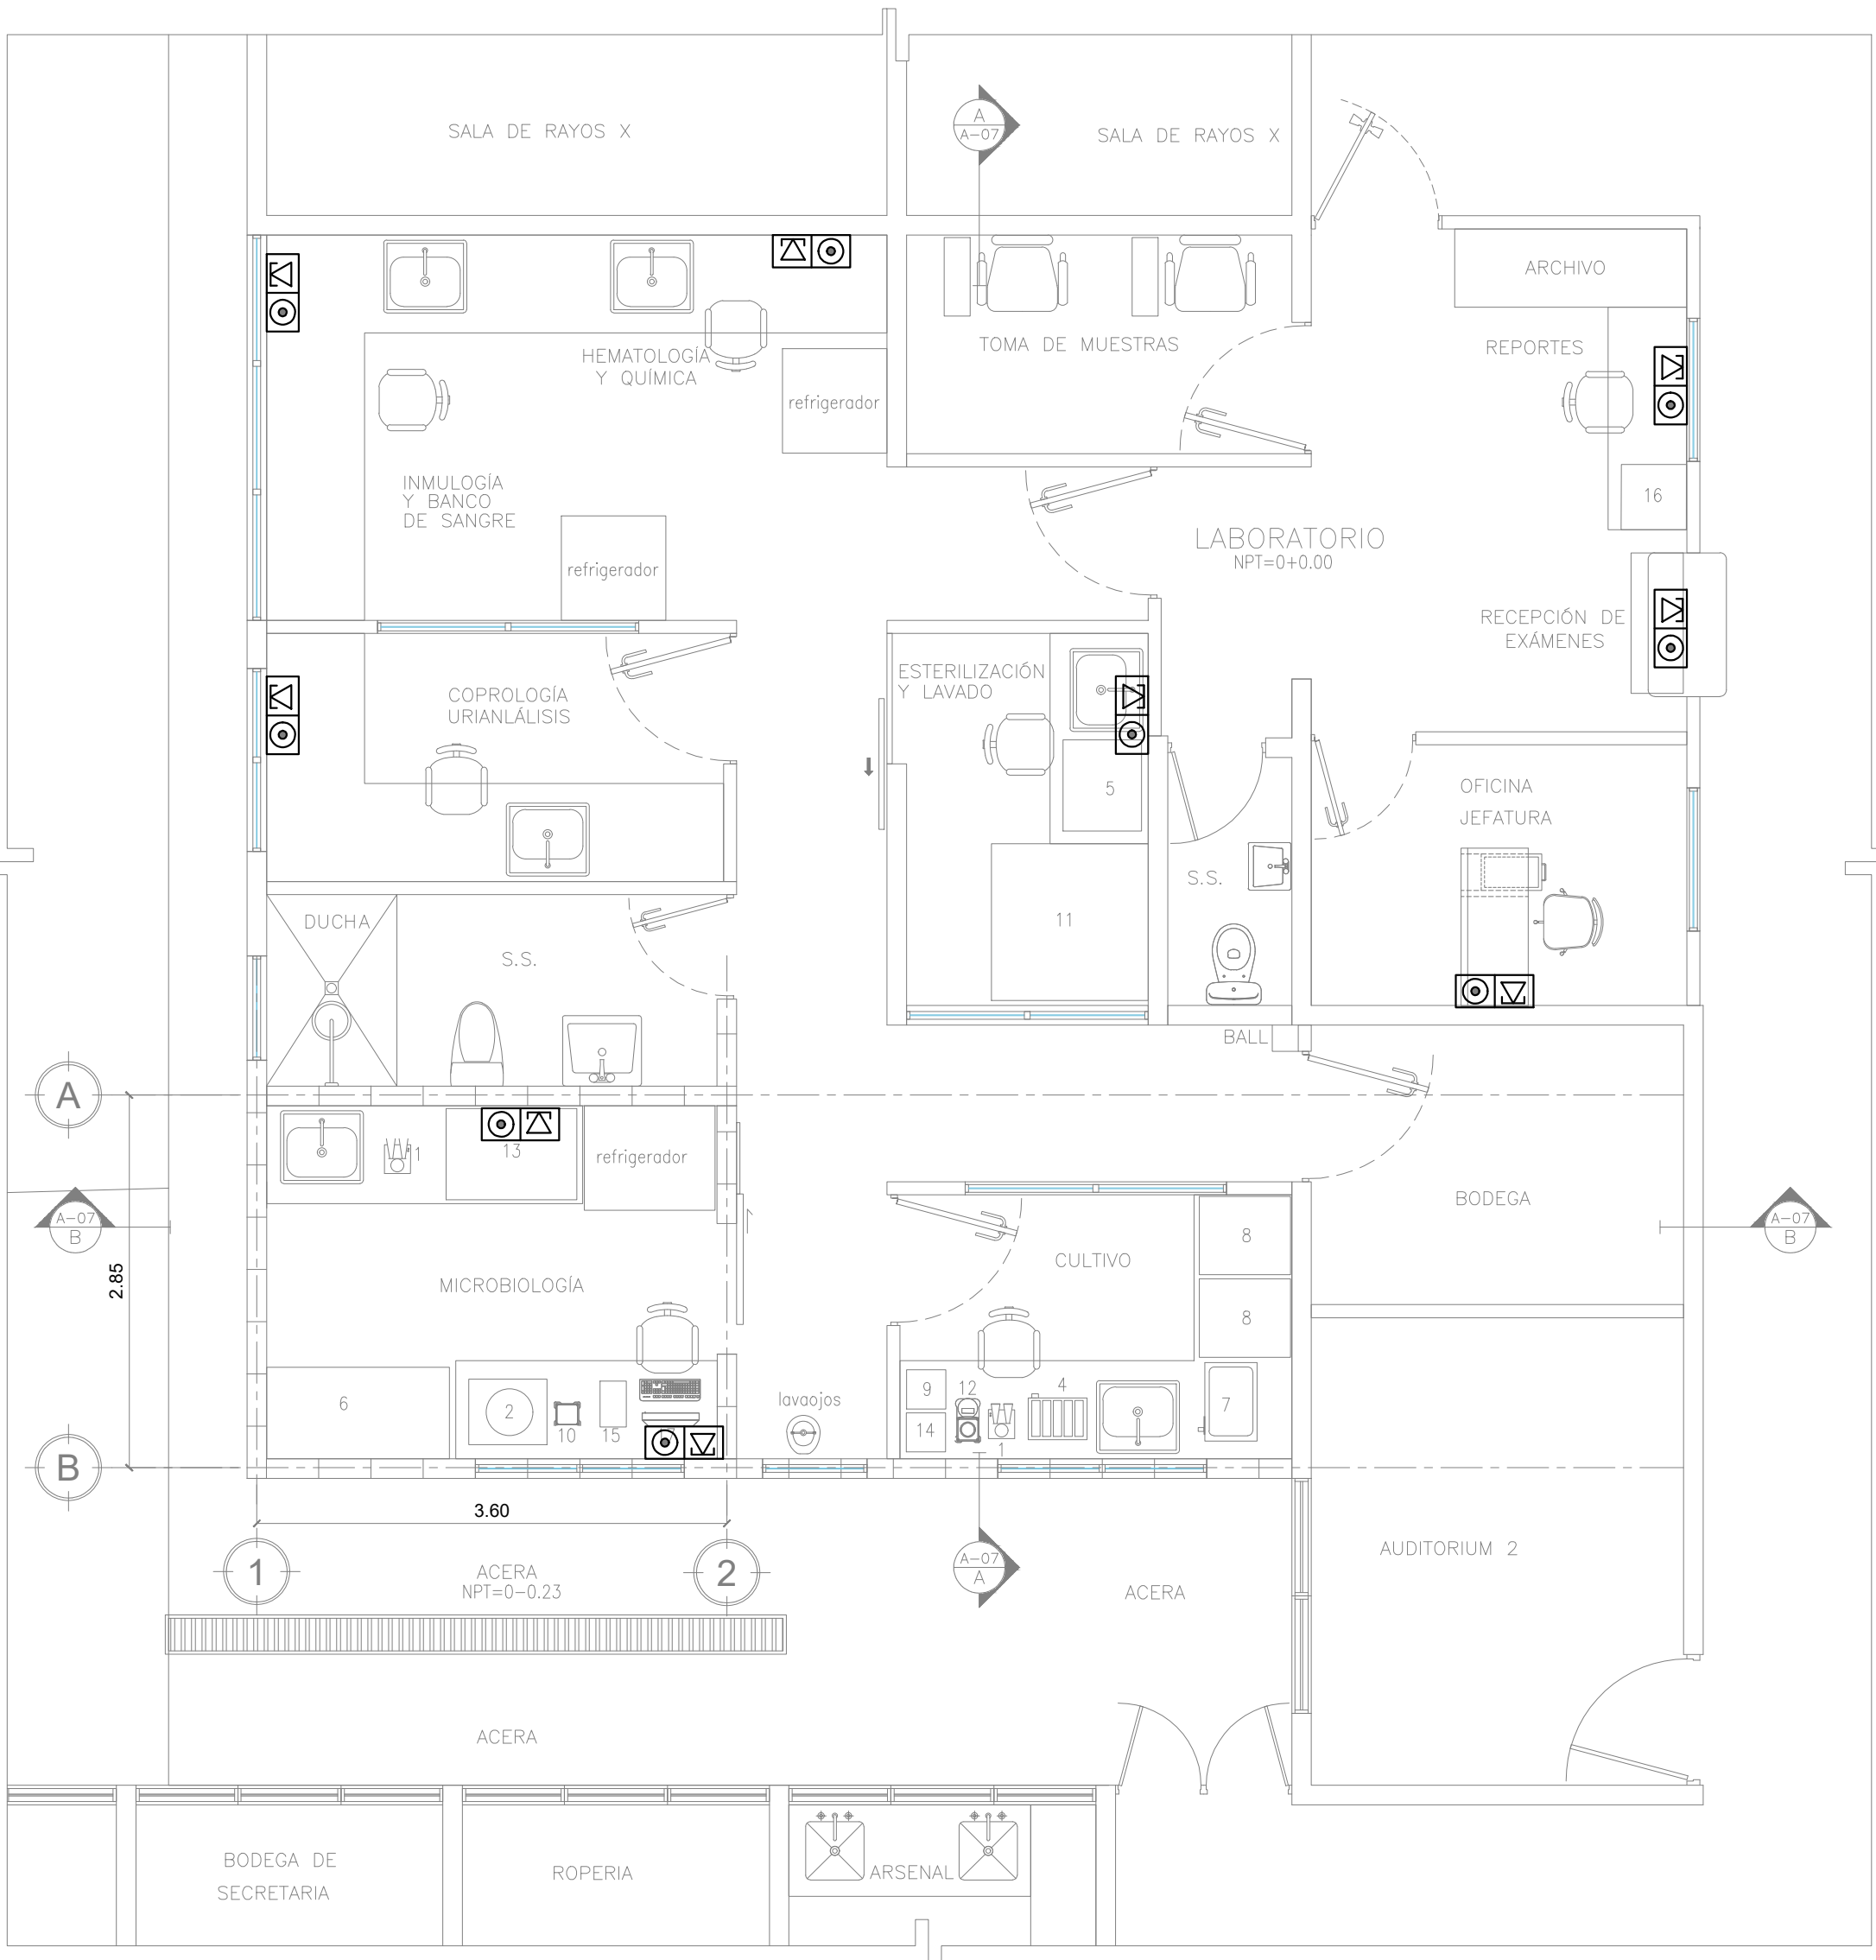 SALA DE RAYOS X
A
A-07
SALA DE RAYOS X
ARCHIVO
TOMA DE MUESTRAS
REPORTES
HEMATOLOGÍA
Y QUÍMICA
refrigerador
INMULOGÍA
Y BANCO
DE SANGRE
16
LABORATORIO
NPT=0+0.00
refrigerador
RECEPCIÓN DE
EXÁMENES
ESTERILIZACIÓN
Y LAVADO
COPROLOGÍA
URIANLÁLISIS
5
OFICINA
JEFATURA
S.S.
DUCHA
11
S.S.
BALL
A
13
1
refrigerador
A-07
B
BODEGA
A-07
B
8
CULTIVO
2.85
MICROBIOLOGÍA
8
6
2
10
15
lavaojos
9
12
4
7
14
1
B
3.60
1
2
ACERA
NPT=0-0.23
A-07
A
ACERA
AUDITORIUM 2
ACERA
BODEGA DE
SECRETARIA
ROPERIA
ARSENAL